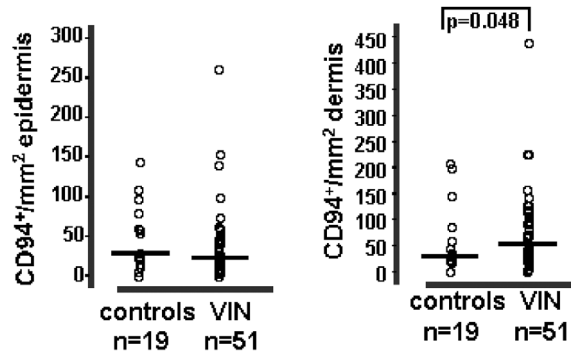 CD94⁺/mm² epidermis
300
250
200
150
100
50
0
controls VIN
n=19 n=51
p=0.048
CD94⁺/mm² dermis
450
400
350
300
250
200
150
100
50
0
controls VIN
n=19 n=51